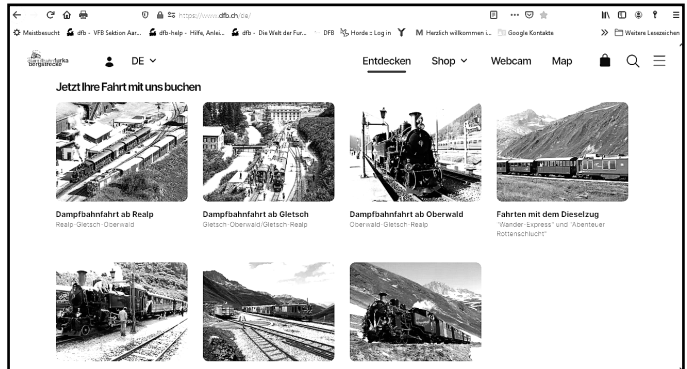 https://www.dfb.ch/de/
Meistbesucht dfb - VFB Sektion Aar... dfb-help - Hilfe, Anlei... dfb - Die Welt der Fur... DFB Horde :: Log in Herzlich willkommen i... Google Kontakte Weitere Lesezeichen
dampfbahn furka bergstrecke
DE Entdecken Shop Webcam Map
Jetzt Ihre Fahrt mit uns buchen
Dampfbahnfahrt ab Realp Dampfbahnfahrt ab Gletsch Dampfbahnfahrt ab Oberwald Fahrten mit dem Dieselzug
Realp-Gletsch-Oberwald Gletsch-Oberwald/Gletsch-Realp Oberwald-Gletsch-Realp "Wander-Express" und "Abenteuer
Rottenschlucht"